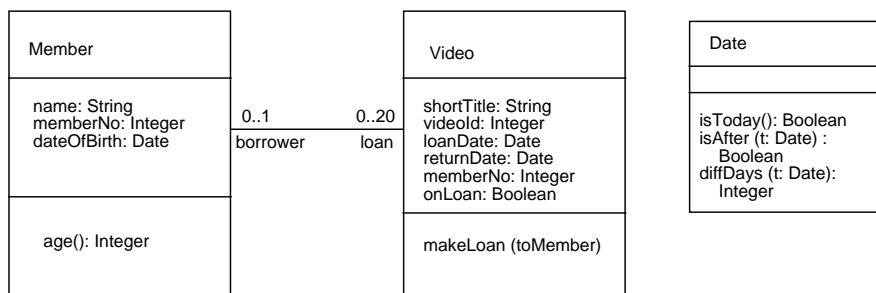 Member
name: String
memberNo: Integer
dateOfBirth: Date
age(): Integer
0..1
borrower
0..20
loan
Video
shortTitle: String
videoId: Integer
loanDate: Date
returnDate: Date
memberNo: Integer
onLoan: Boolean
makeLoan (toMember)
Date
isToday(): Boolean
isAfter (t: Date) :
Boolean
diffDays (t: Date):
Integer